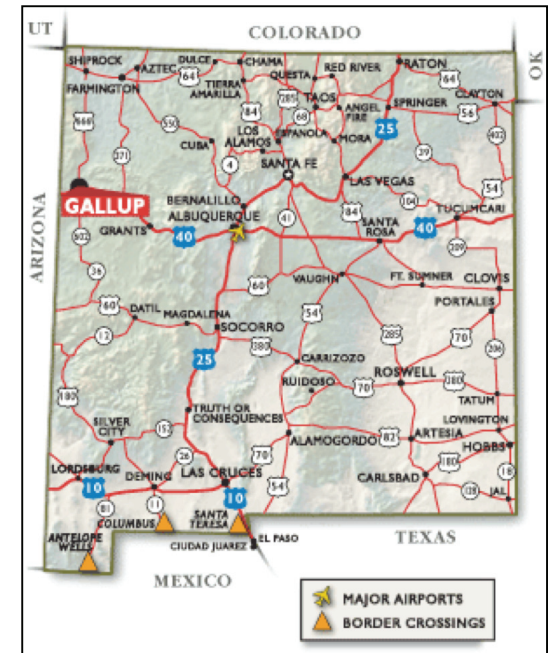 COLORADO
UT
OK
SHIPROCK
AZTEC
DULCE
CHAMA
RED RIVER
RATON
64
QUESTA
64
FARMINGTON
TIERRA
AMARILLA
285
TAOS
SPRINGER
CLAYTON
56
84
68
ANGEL
FIRE
666
550
LOS
ALAMOS
ESPANOLA
MORA
25
402
371
CUBA
4
39
SANTA FE
LAS VEGAS
54
GALLUP
BERNALILLO
ALBUQUERQUE
41
84
104
TUCUMCARI
GRANTS
40
SANTA
ROSA
40
602
209
ARIZONA
36
60
VAUGHN
FT. SUMNER
CLOVIS
60
DATIL
MAGDALENA
SOCORRO
54
PORTALES
12
380
285
70
206
25
CARRIZOZO
ROSWELL
RUIDOSO
70
380
180
TATUM
TRUTH OR
CONSEQUENCES
LOVINGTON
SILVER
CITY
152
ALAMOGORDO
82
ARTESIA
HOBBS
26
70
180
LORDSBURG
DEMING
LAS CRUCES
54
CARLSBAD
18
10
10
128
JAL
81
11
COLUMBUS
SANTA
TERESA
ANTELOPE
WELLS
EL PASO
CIUDAD JUAREZ
TEXAS
MEXICO
MAJOR AIRPORTS
BORDER CROSSINGS